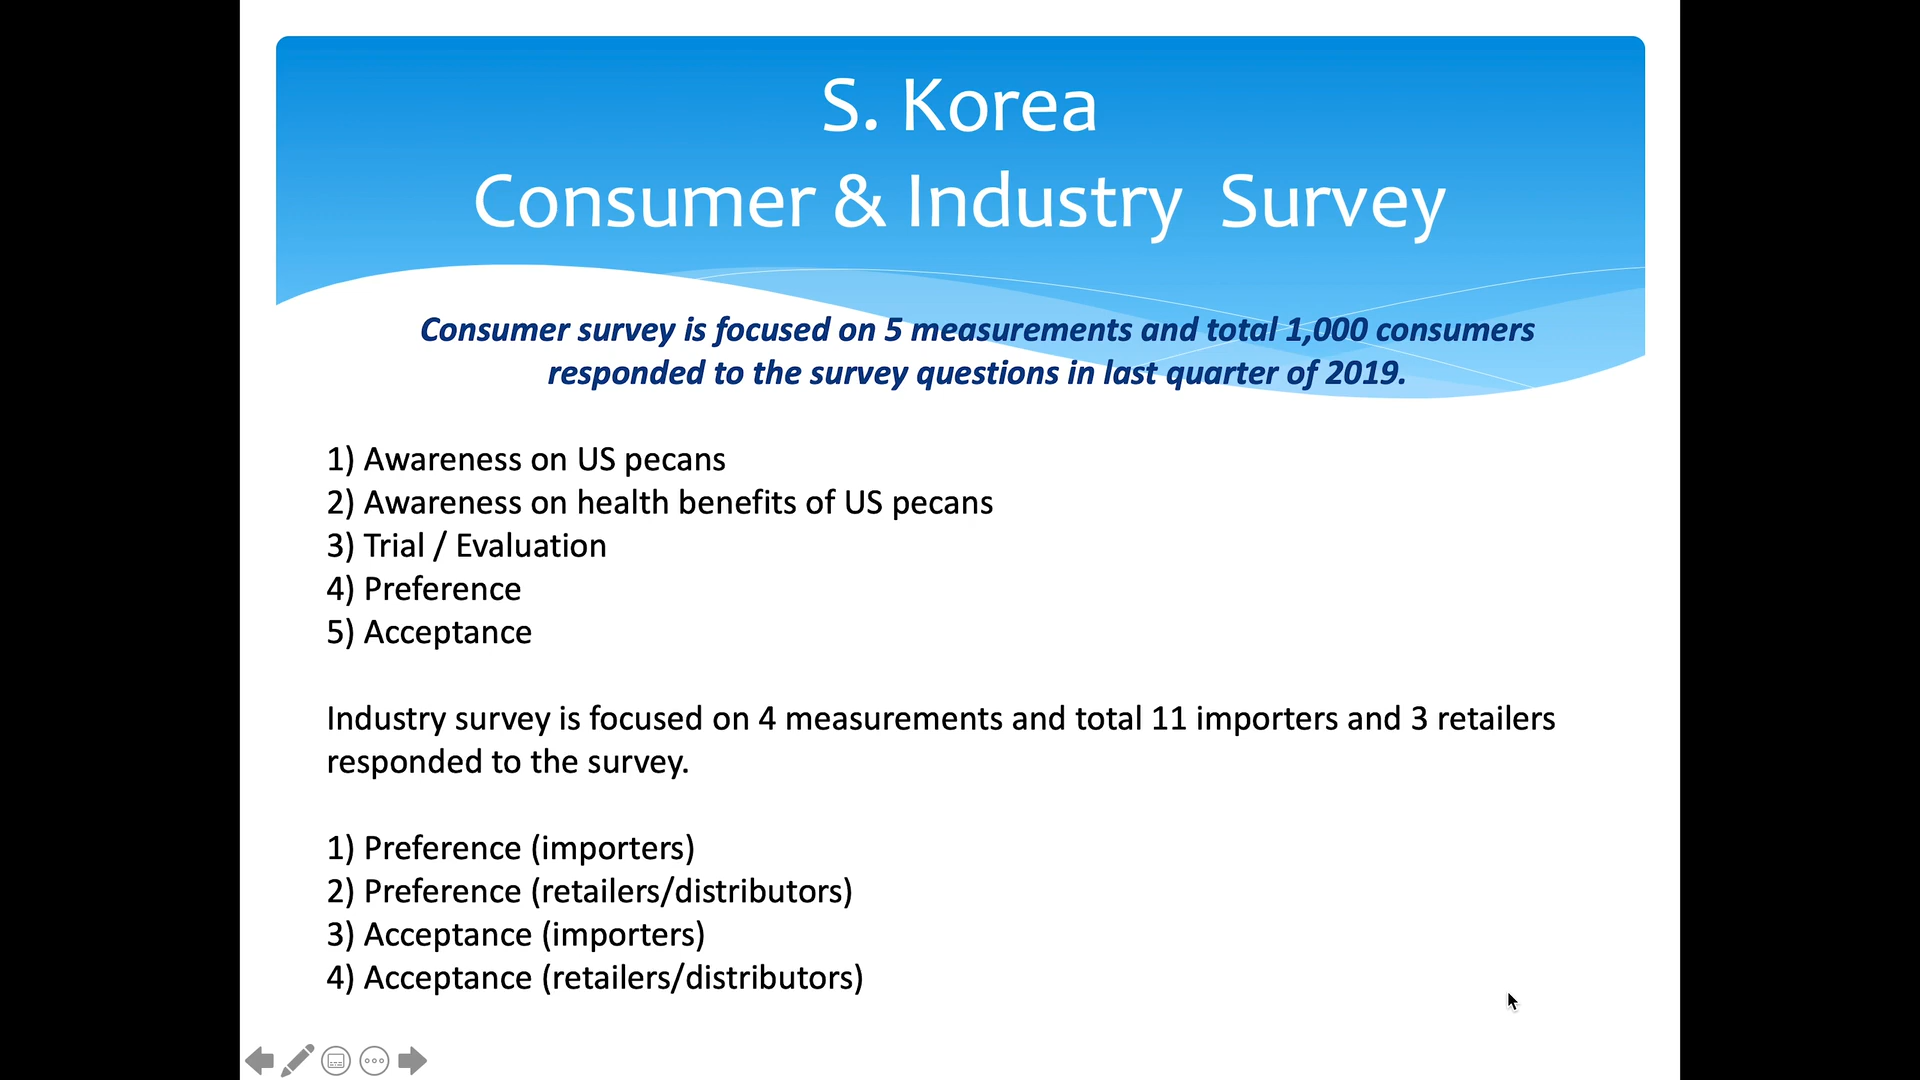 S. Korea
Consumer & Industry  Survey
Consumer survey is focused on 5 measurements and total 1,000 consumers
responded to the survey questions in last quarter of 2019.
1) Awareness on US pecans
2) Awareness on health benefits of US pecans
3) Trial / Evaluation
4) Preference
5) Acceptance
Industry survey is focused on 4 measurements and total 11 importers and 3 retailers
responded to the survey.
1) Preference (importers)
2) Preference (retailers/distributors)
3) Acceptance (importers)
4) Acceptance (retailers/distributors)